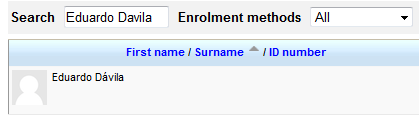 Search Eduardo Davila Enrolment methods All
First name / Surname / ID number
Eduardo Dávila